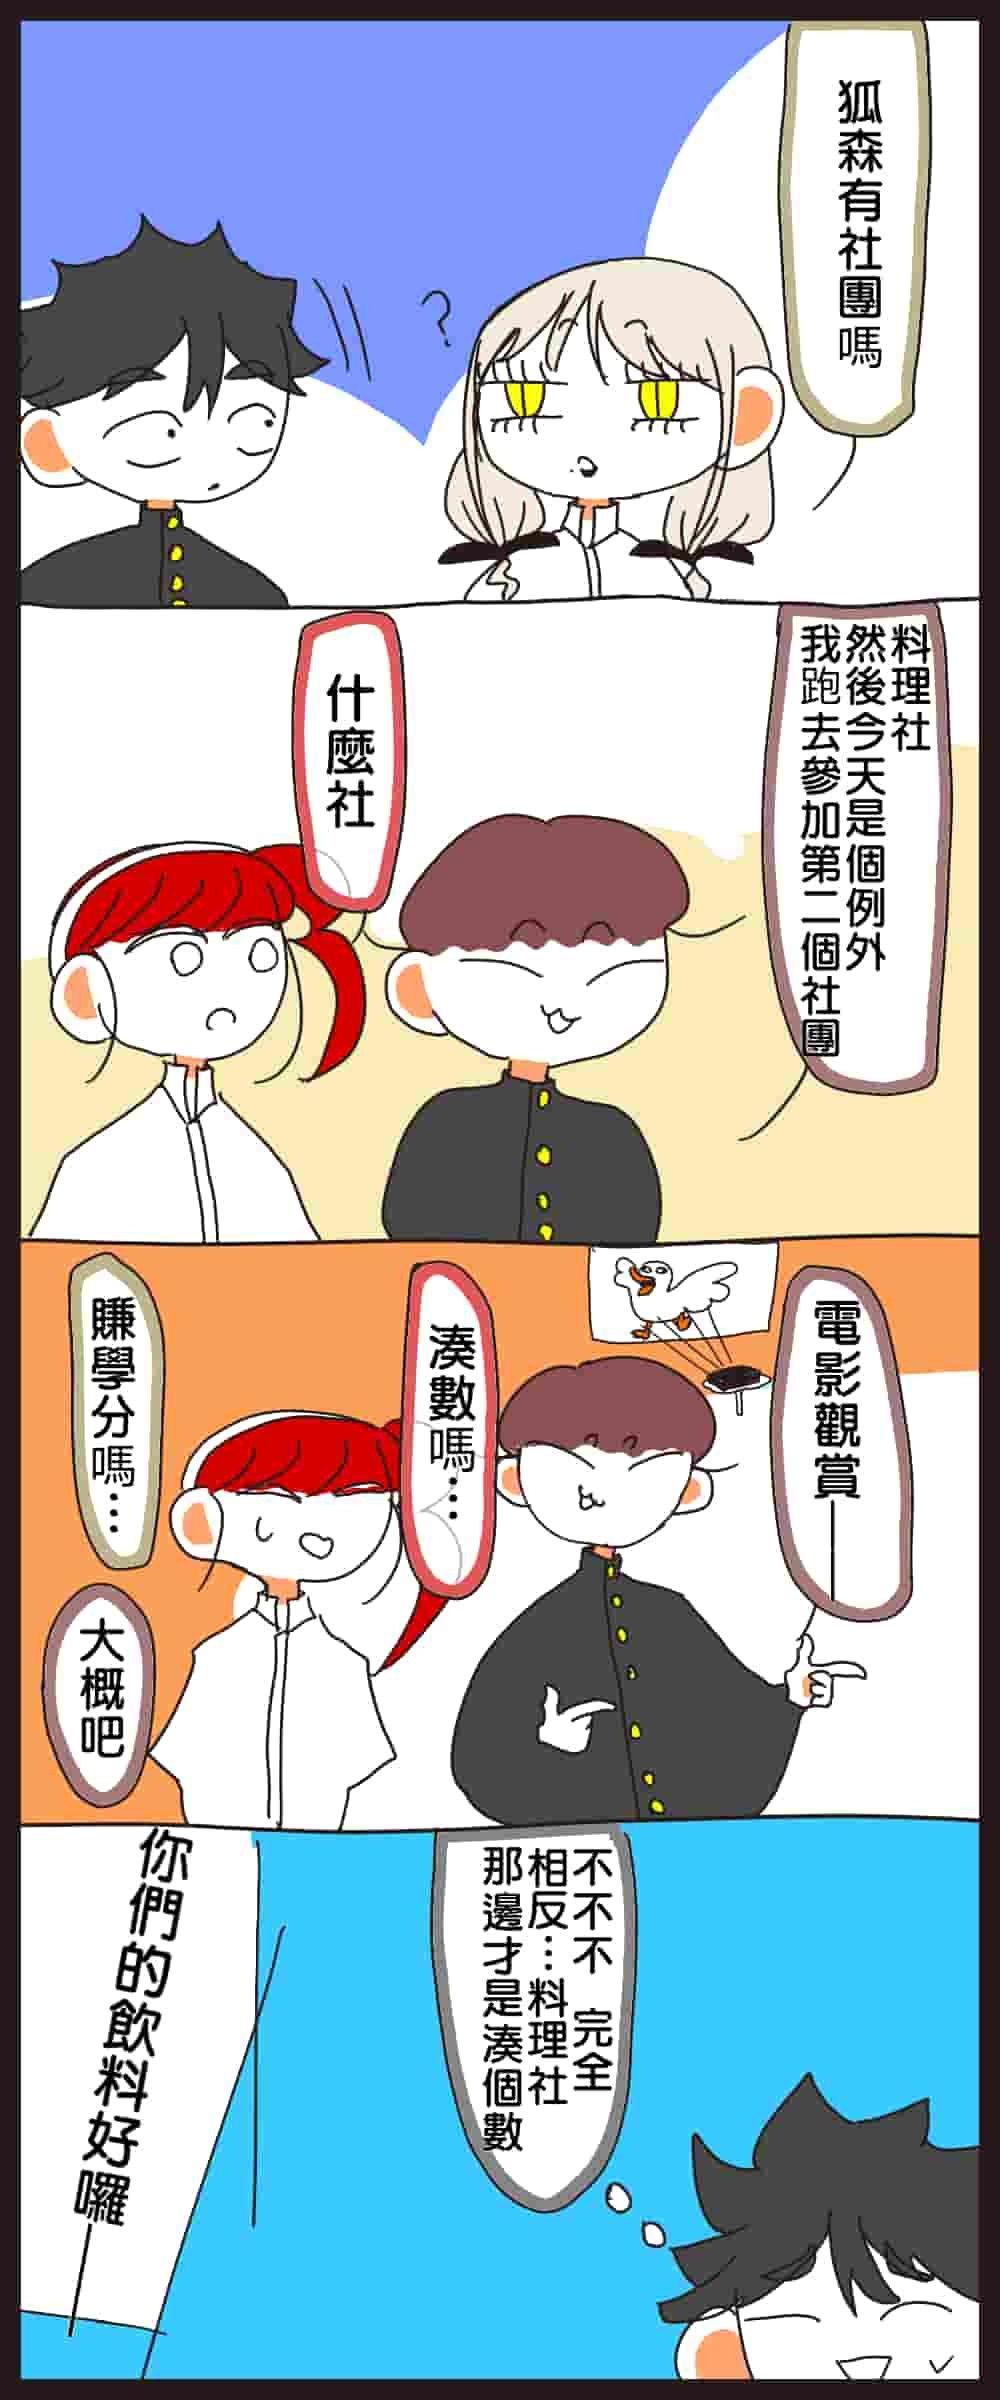 狐森有社團嗎
料理社
然後今天是個例外
我跑去參加第二個社團
什麼社
電影觀賞——
湊數嗎…
賺學分嗎…
大概吧
不不不 完全
相反…料理社
那邊才是湊個數
你們的飲料好囉——